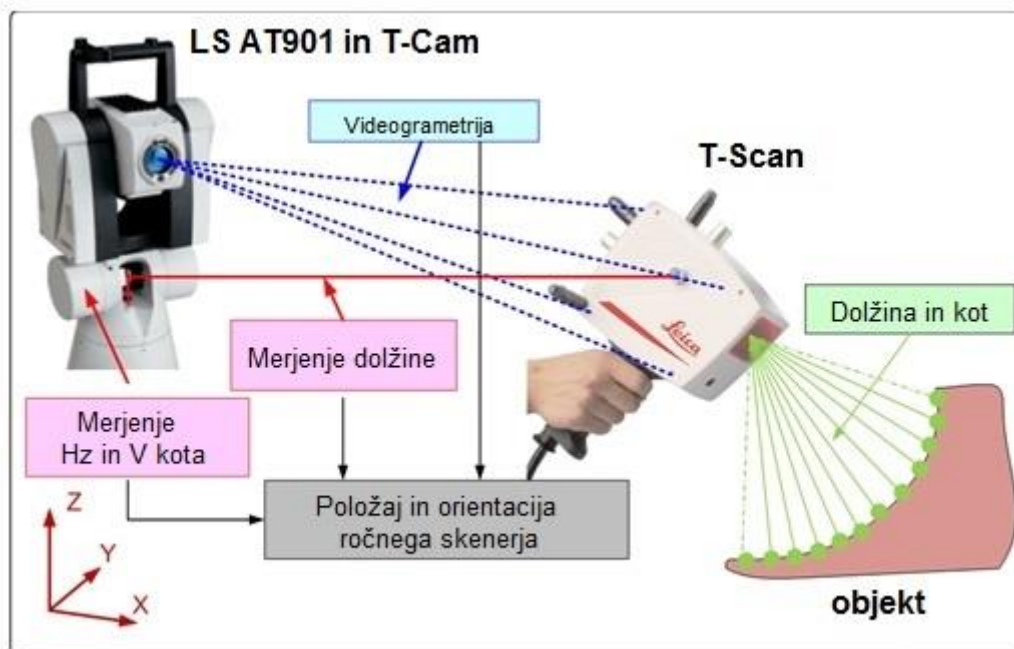 LS AT901 in T-Cam
Videogrametrija
T-Scan
Leica
Dolžina in kot
Merjenje dolžine
Merjenje
Hz in V kota
Položaj in orientacija
ročnega skenerja
Z
Y
X
objekt